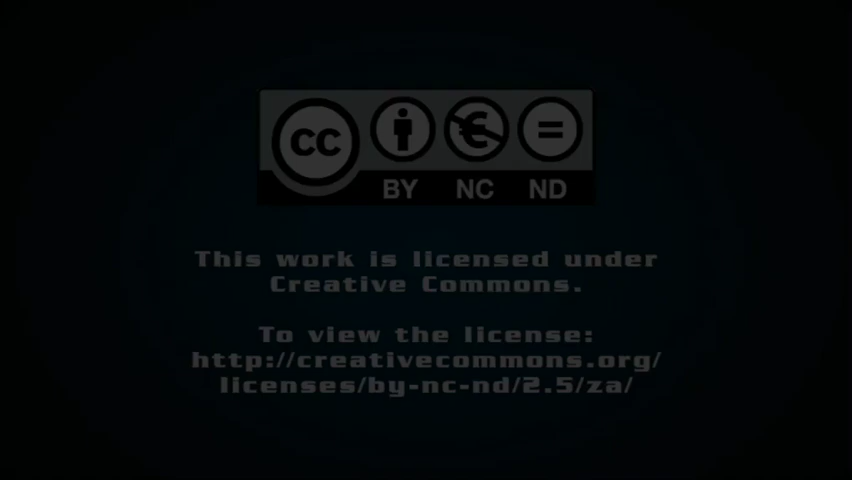 cc
BY NC ND
This work is licensed under
Creative Commons.
To view the license:
http://creativecommons.org/
licenses/by-nc-nd/2.5/za/